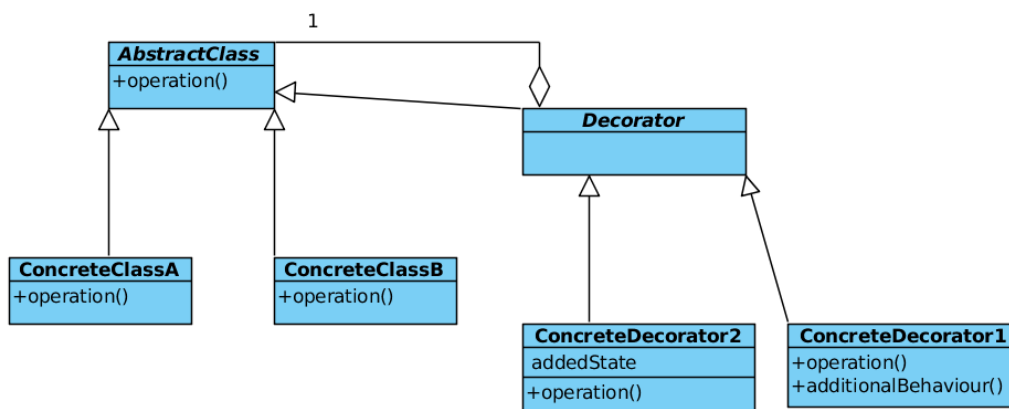 1
AbstractClass
+operation()
Decorator
ConcreteClassA
+operation()
ConcreteClassB
+operation()
ConcreteDecorator2
addedState
+operation()
ConcreteDecorator1
+operation()
+additionalBehaviour()